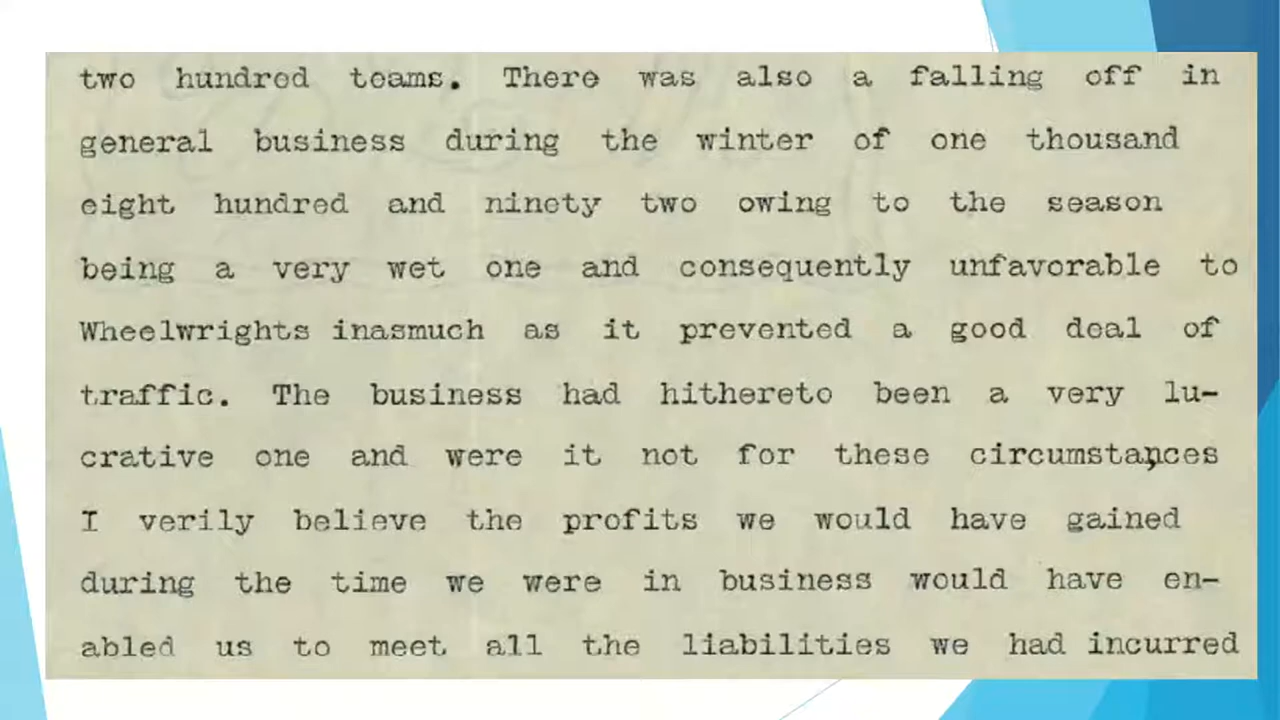 two hundred teams. There was also a falling off in
general business during the winter of one thousand
eight hundred and ninety two owing to the season
being a very wet one and consequently unfavorable to
Wheelwrights inasmuch as it prevented a good deal of
traffic. The business had hithereto been a very lu-
crative one and were it not for these circumstances
I verily believe the profits we would have gained
during the time we were in business would have en-
abled us to meet all the liabilities we had incurred